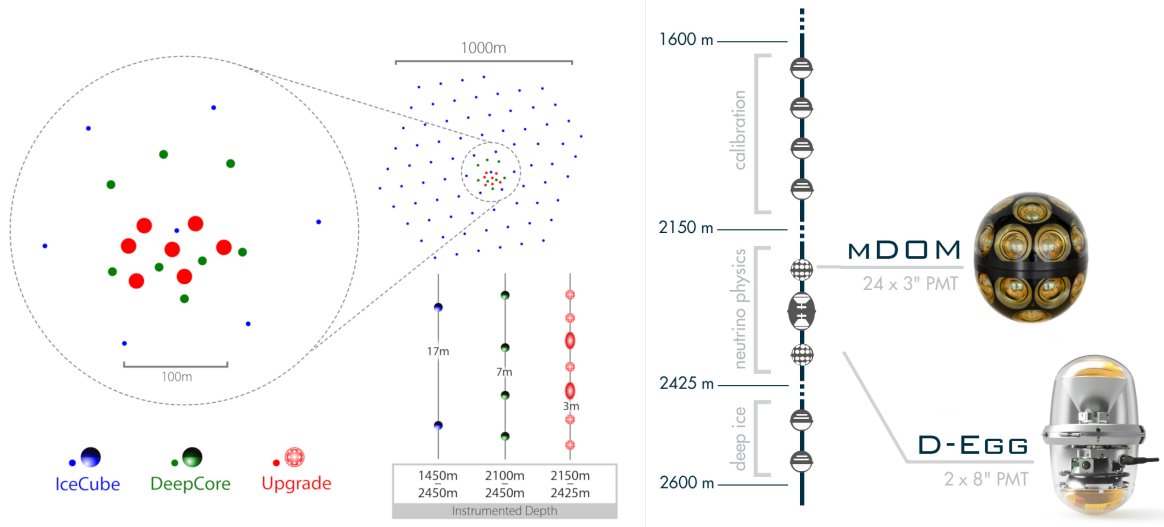 1000m
100m
17m
7m
3m
IceCube
DeepCore
Upgrade
1450m
–
2450m
2100m
–
2450m
2150m
–
2425m
Instrumented Depth
1600 m
calibration
2150 m
neutrino physics
2425 m
deep ice
2600 m
mDOM
24 x 3" PMT
D-Egg
2 x 8" PMT